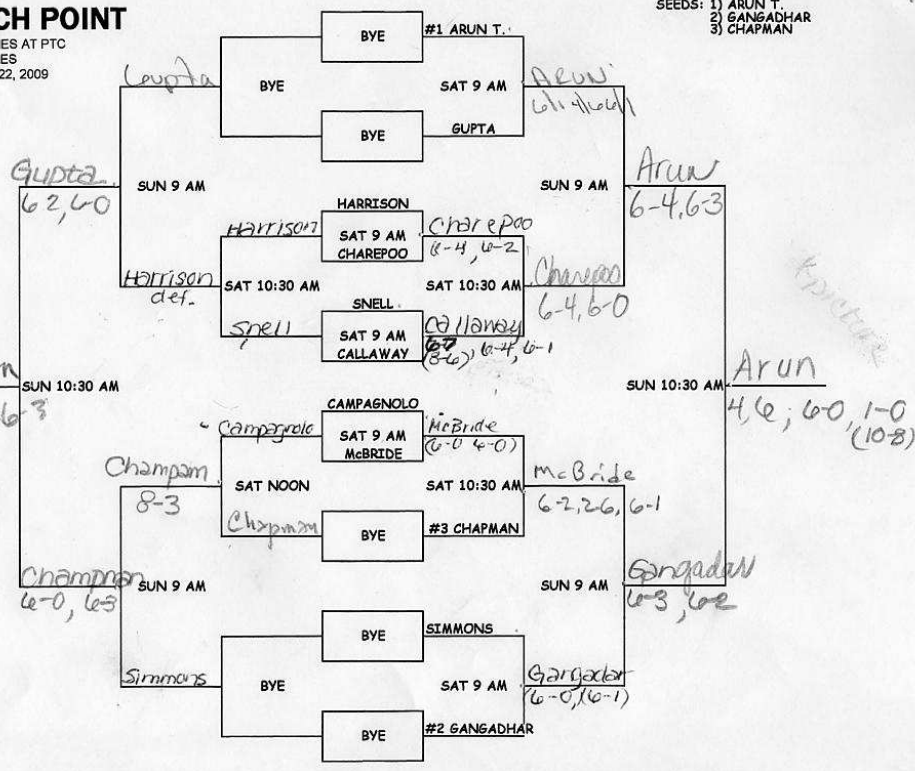 CH POINT
ES AT PTC
ES
22, 2009
SEEDS: 1) ARUN T.
2) GANGADHAR
3) CHAPMAN
BYE
#1 ARUN T.
Gupta
BYE
SAT 9 AM
ARUN
BYE
GUPTA
Gupta
6 2, 6-0
SUN 9 AM
SUN 9 AM
Arun
6-4, 6-3
HARRISON
Harrison
SAT 9 AM
CHAREPOO
Charepoo
6-4, 6-2
Harrison
def.
SAT 10:30 AM
SAT 10:30 AM
Charepoo
6-4, 6-0
SNELL
Snell
SAT 9 AM
CALLAWAY
Callaway
(8-6), 6-4, 6-1
n
6-3
SUN 10:30 AM
SUN 10:30 AM
Arun
4,6; 6-0, 1-0
(10-8)
CAMPAGNOLO
Campagnolo
SAT 9 AM
McBRIDE
McBride
(6-0 6-0)
Champam
8-3
SAT NOON
SAT 10:30 AM
McBride
6-2, 2-6, 6-1
Chapman
BYE
#3 CHAPMAN
Champman
6-0, 6-3
SUN 9 AM
SUN 9 AM
Gangadar
6-3, 6-2
BYE
SIMMONS
Simmons
BYE
SAT 9 AM
Gargadar
(6-0, (6-1)
BYE
#2 GANGADHAR